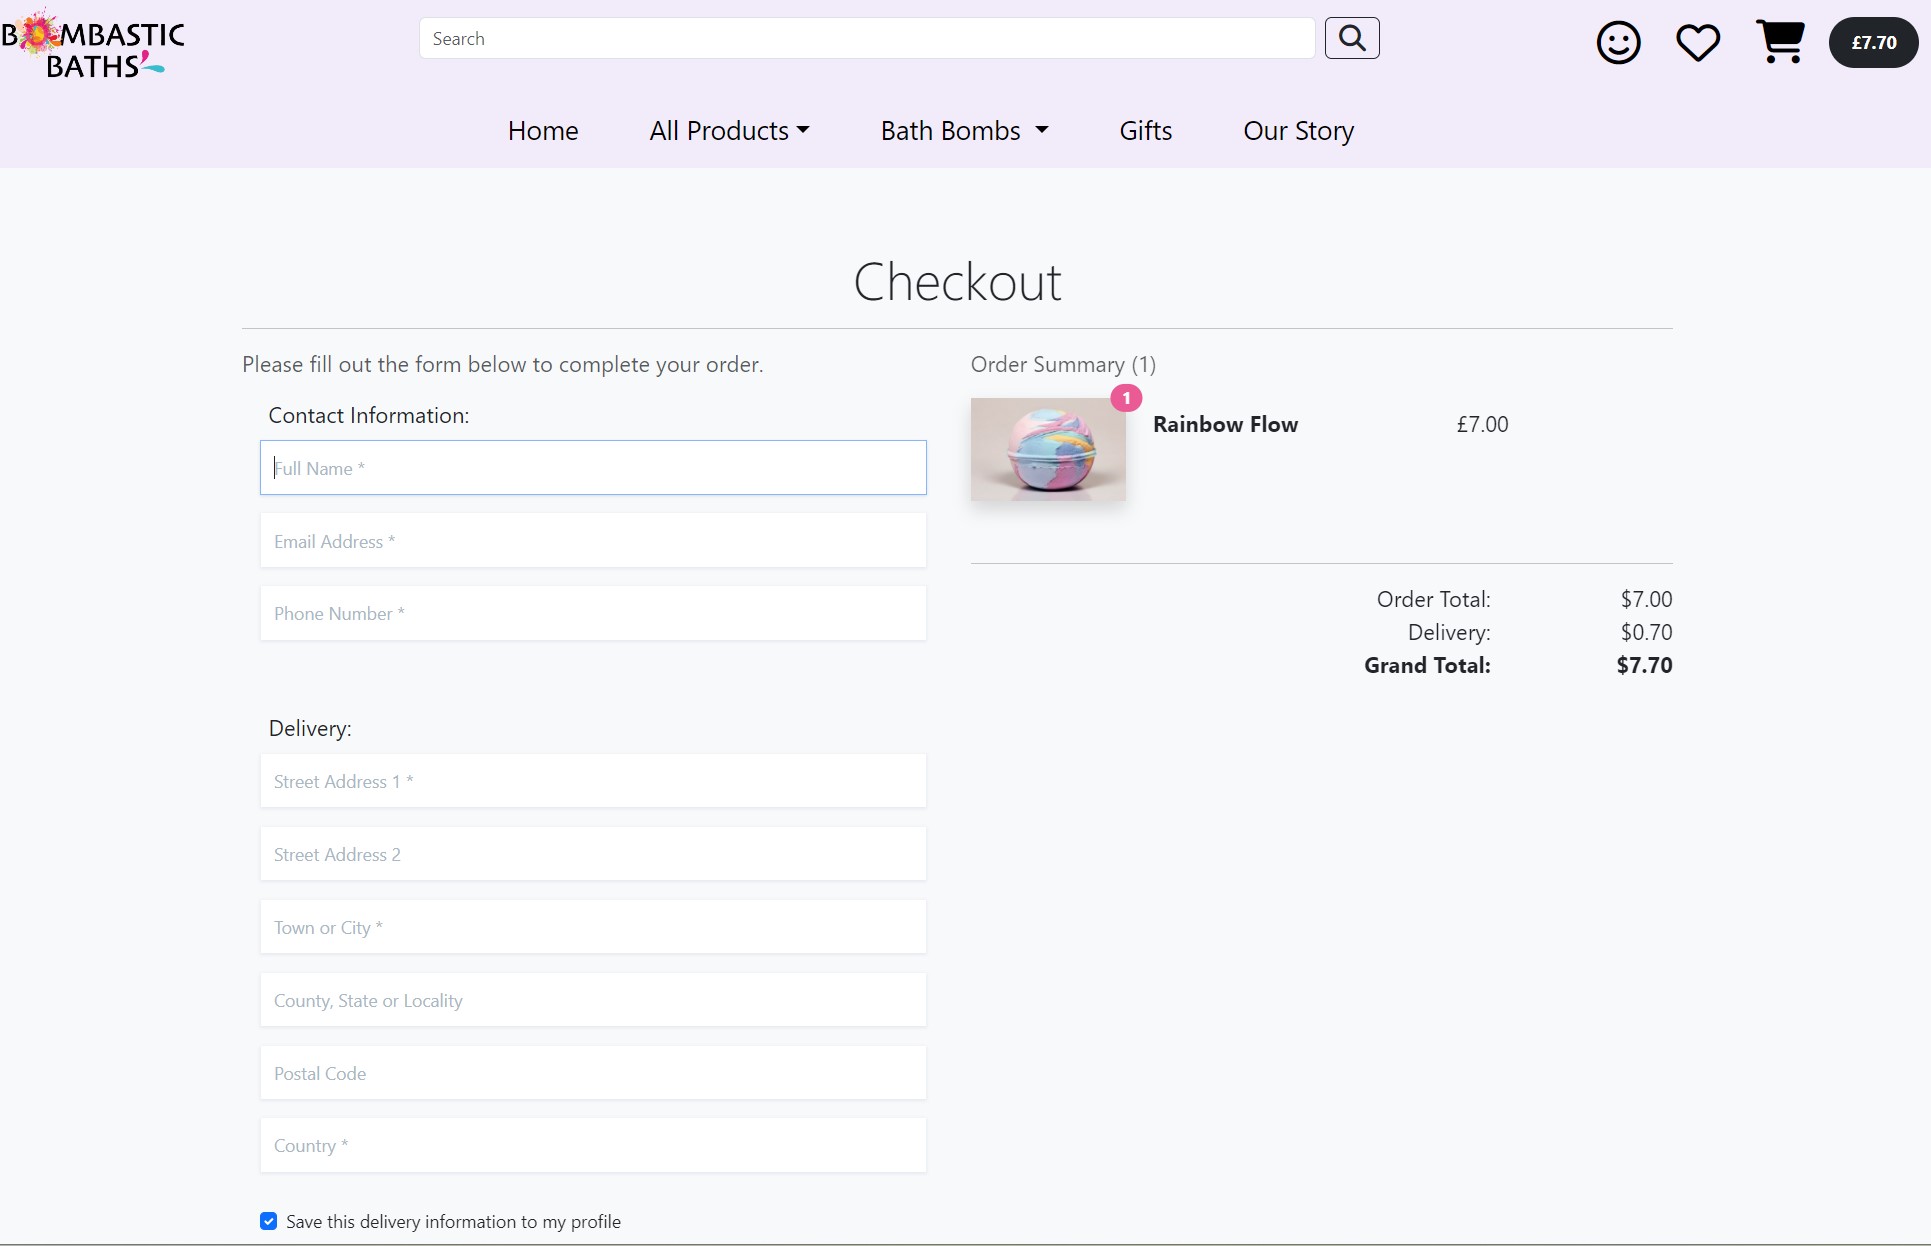 BOMBASTIC
BATHS
Search
£7.70
Home All Products Bath Bombs Gifts Our Story
Checkout
Please fill out the form below to complete your order.
Contact Information:
Full Name *
Email Address *
Phone Number *
Delivery:
Street Address 1 *
Street Address 2
Town or City *
County, State or Locality
Postal Code
Country *
Save this delivery information to my profile
Order Summary (1)
1
Rainbow Flow £7.00
Order Total: $7.00
Delivery: $0.70
Grand Total: $7.70